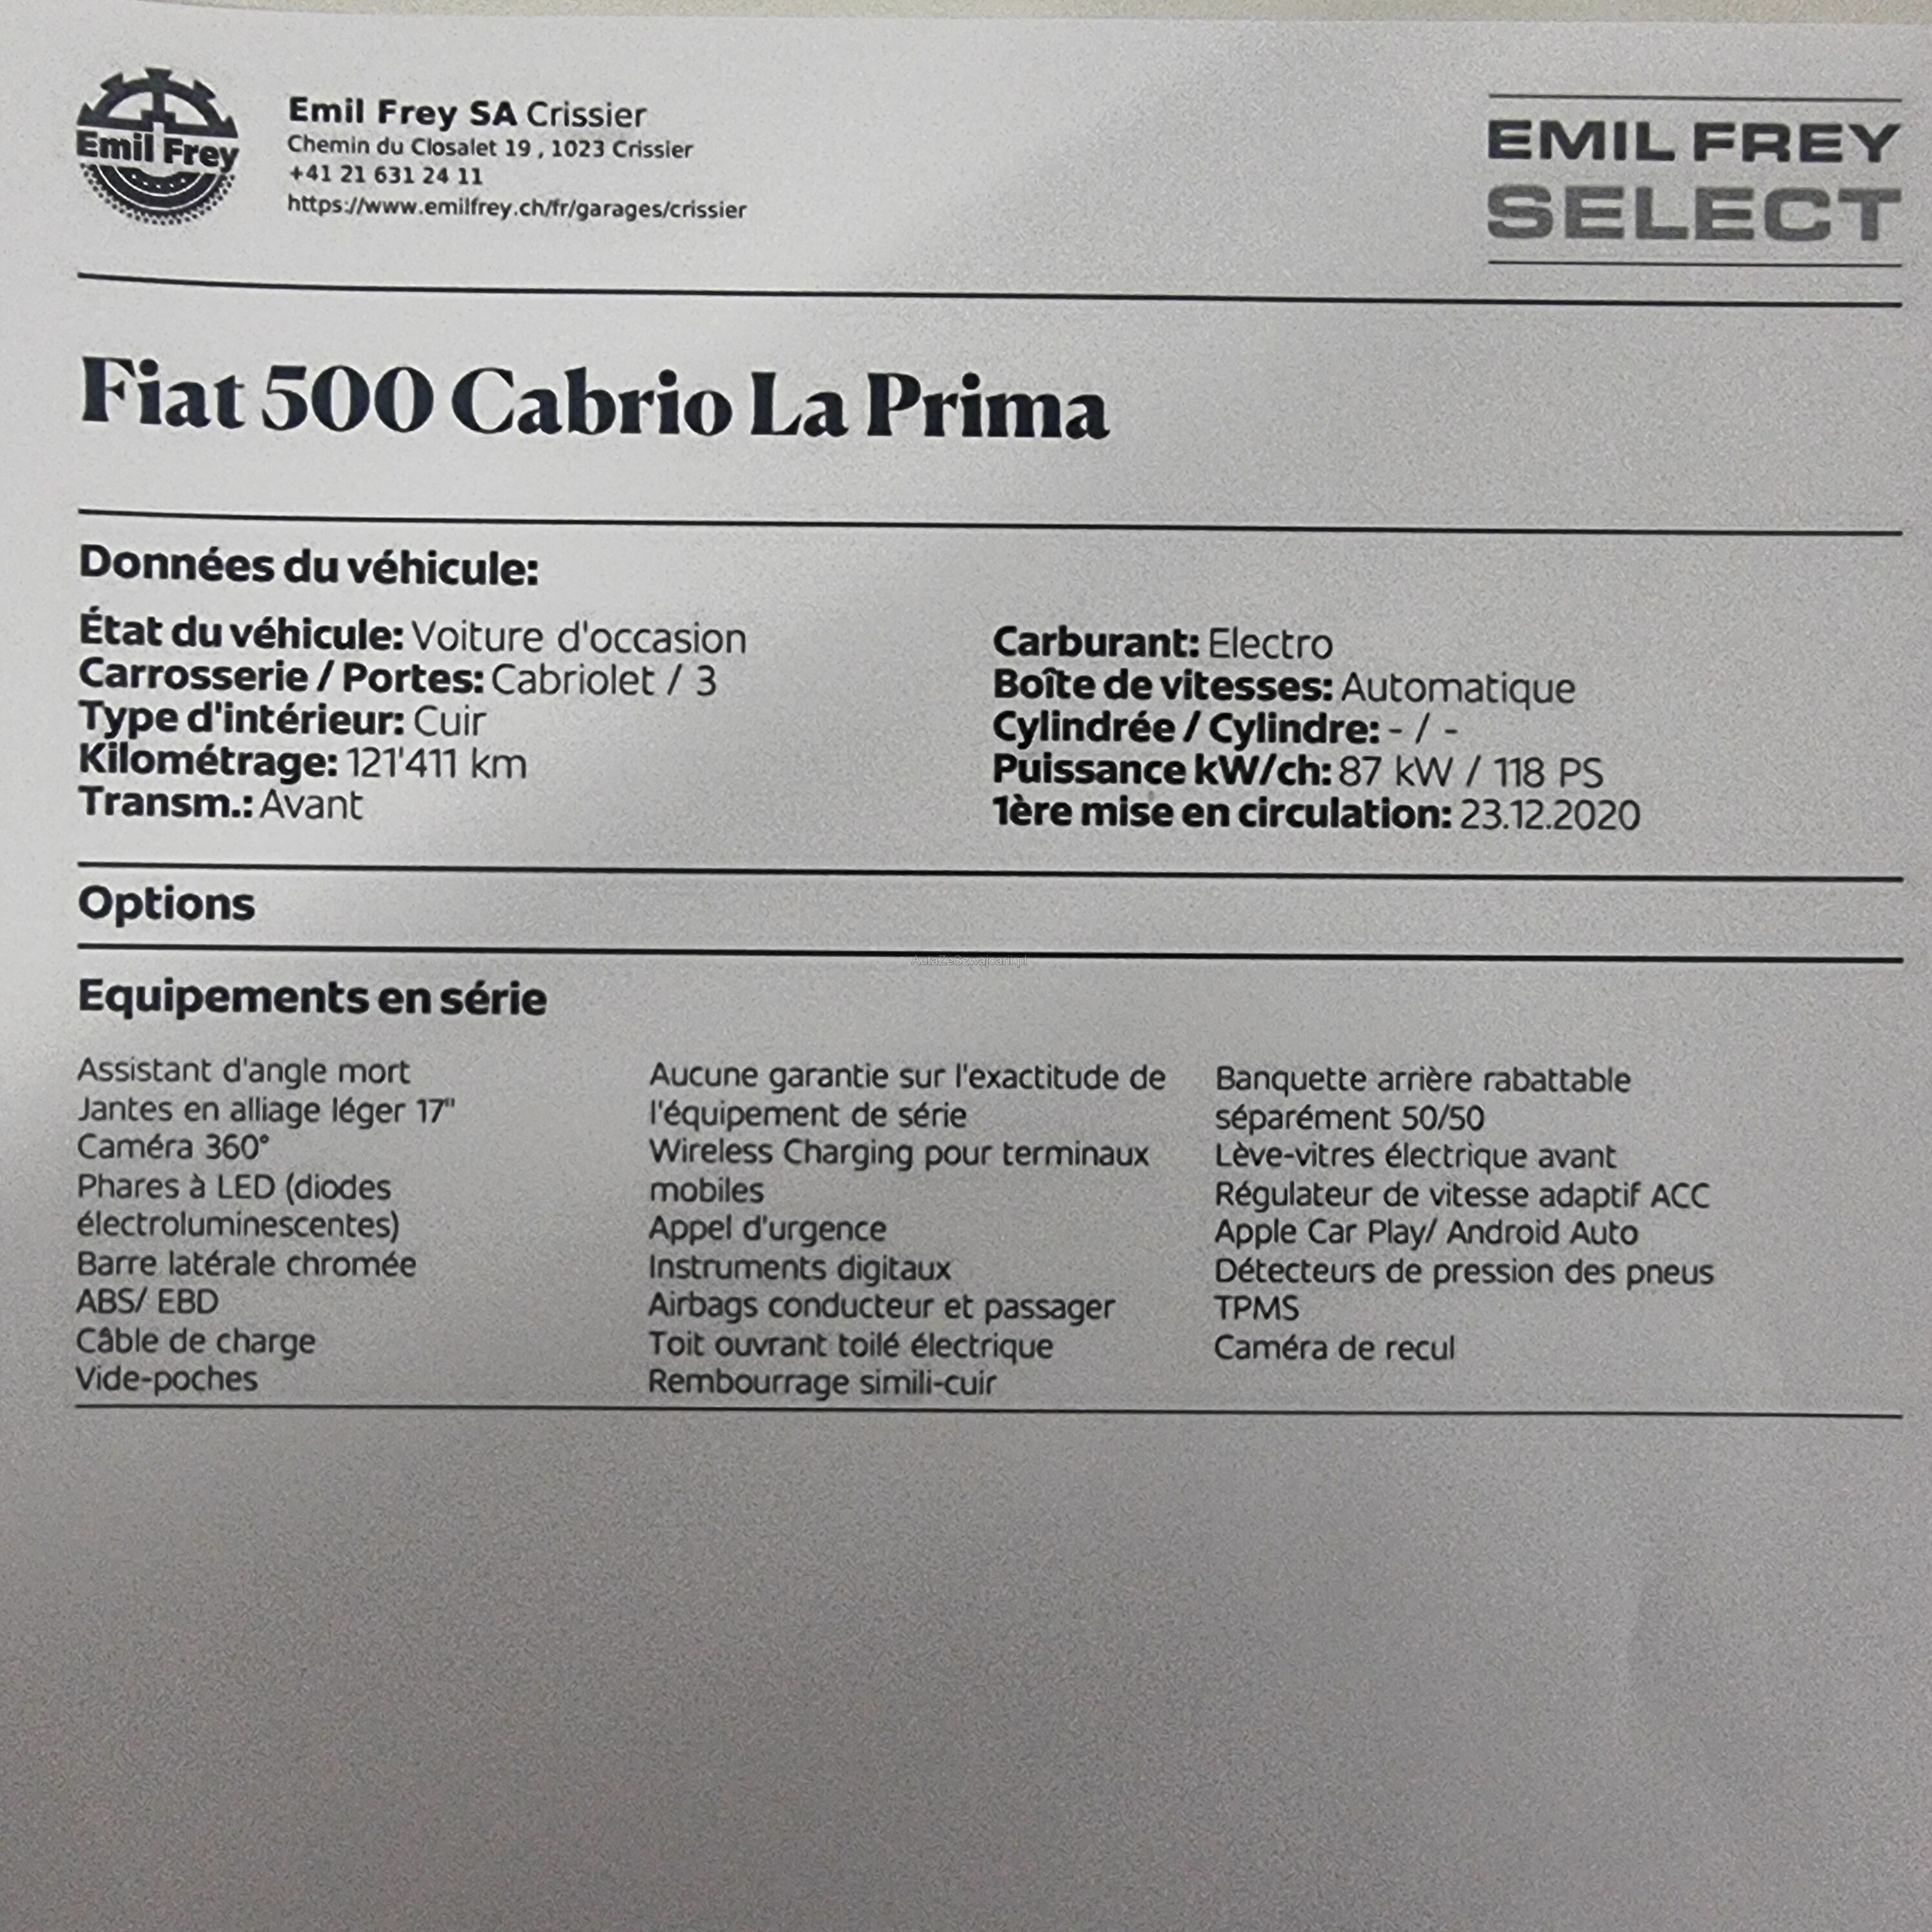 Emil Frey
Emil Frey SA Crissier
Chemin du Closalet 19 , 1023 Crissier
+41 21 631 24 11
https://www.emilfrey.ch/fr/garages/crissier
EMIL FREY
SELECT
Fiat 500 Cabrio La Prima
Données du véhicule:
État du véhicule: Voiture d'occasion
Carrosserie / Portes: Cabriolet / 3
Type d'intérieur: Cuir
Kilométrage: 121'411 km
Transm.: Avant
Carburant: Electro
Boîte de vitesses: Automatique
Cylindrée / Cylindre: - / -
Puissance kW/ch: 87 kW / 118 PS
1ère mise en circulation: 23.12.2020
Options
Equipements en série
Assistant d'angle mort
Jantes en alliage léger 17"
Caméra 360°
Phares à LED (diodes
électroluminescentes)
Barre latérale chromée
ABS/ EBD
Câble de charge
Vide-poches
Aucune garantie sur l'exactitude de
l'équipement de série
Wireless Charging pour terminaux
mobiles
Appel d'urgence
Instruments digitaux
Airbags conducteur et passager
Toit ouvrant toilé électrique
Rembourrage simili-cuir
Banquette arrière rabattable
séparément 50/50
Lève-vitres électrique avant
Régulateur de vitesse adaptif ACC
Apple Car Play/ Android Auto
Détecteurs de pression des pneus
TPMS
Caméra de recul